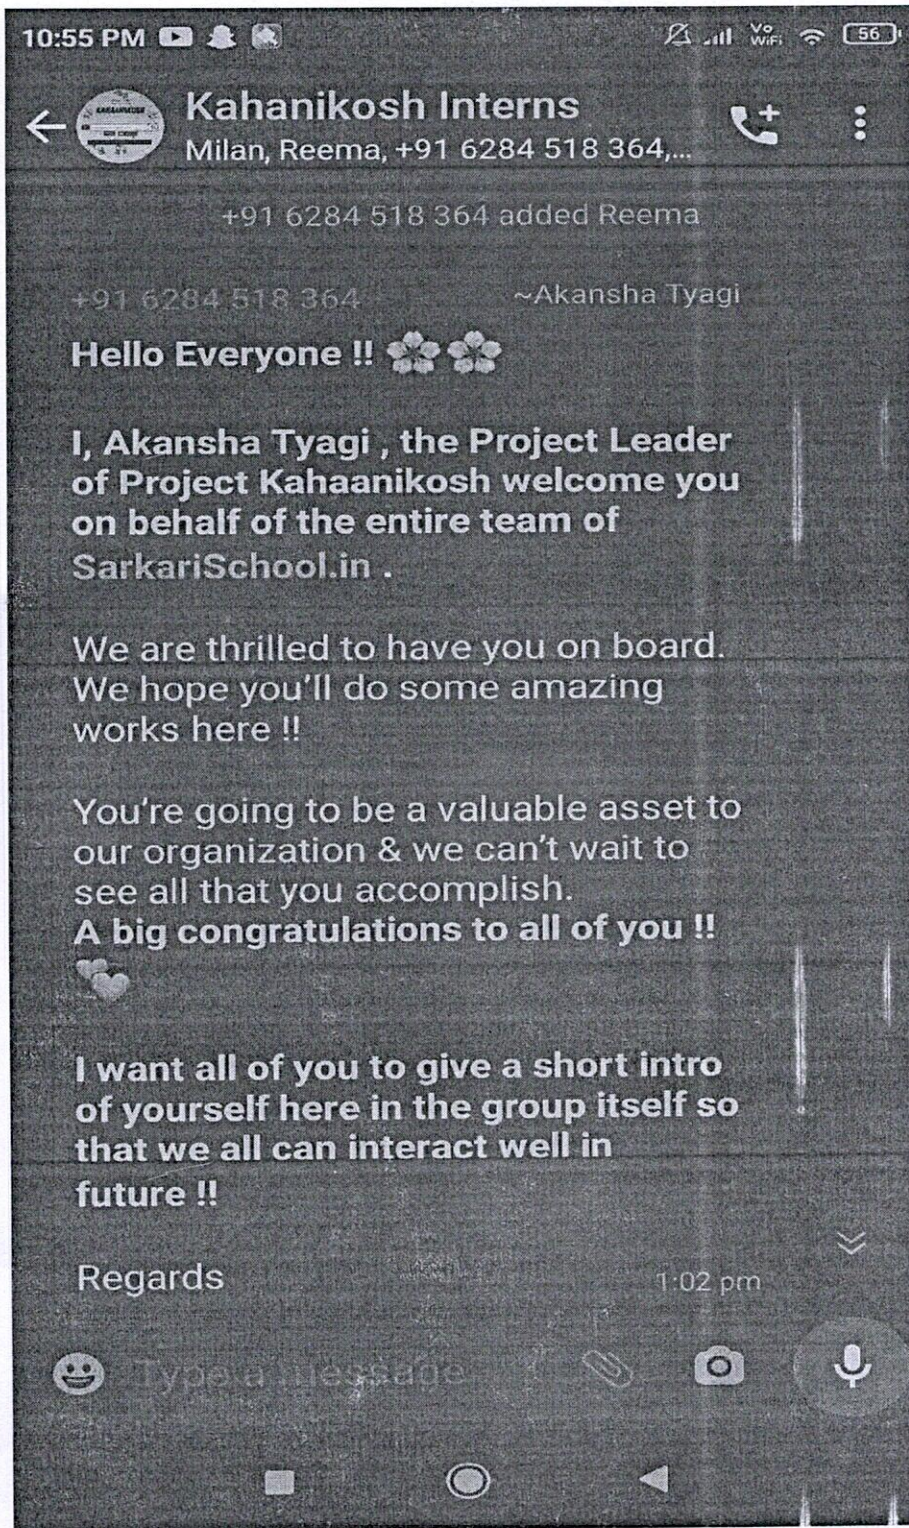 10:55 PM
Vo WiFi 56
Kahanikosh Interns
Milan, Reema, +91 6284 518 364,...
+91 6284 518 364 added Reema
+91 6284 518 364 ~Akansha Tyagi
Hello Everyone !!
I, Akansha Tyagi , the Project Leader
of Project Kahaanikosh welcome you
on behalf of the entire team of
SarkariSchool.in .
We are thrilled to have you on board.
We hope you'll do some amazing
works here !!
You're going to be a valuable asset to
our organization & we can't wait to
see all that you accomplish.
A big congratulations to all of you !!
I want all of you to give a short intro
of yourself here in the group itself so
that we all can interact well in
future !!
Regards
1:02 pm
Type a message